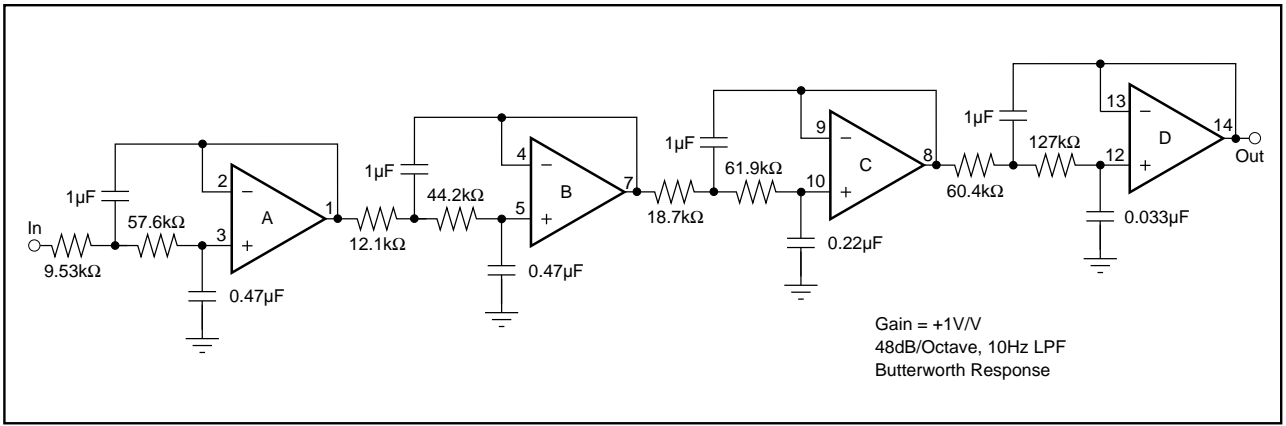 In
9.53kΩ
1µF
57.6kΩ
0.47µF
2
3
1
A
12.1kΩ
1µF
44.2kΩ
0.47µF
4
5
7
B
18.7kΩ
1µF
61.9kΩ
0.22µF
9
10
8
C
60.4kΩ
1µF
127kΩ
0.033µF
13
12
14
D
Out
−
+
−
+
−
+
−
+
Gain = +1V/V
48dB/Octave, 10Hz LPF
Butterworth Response